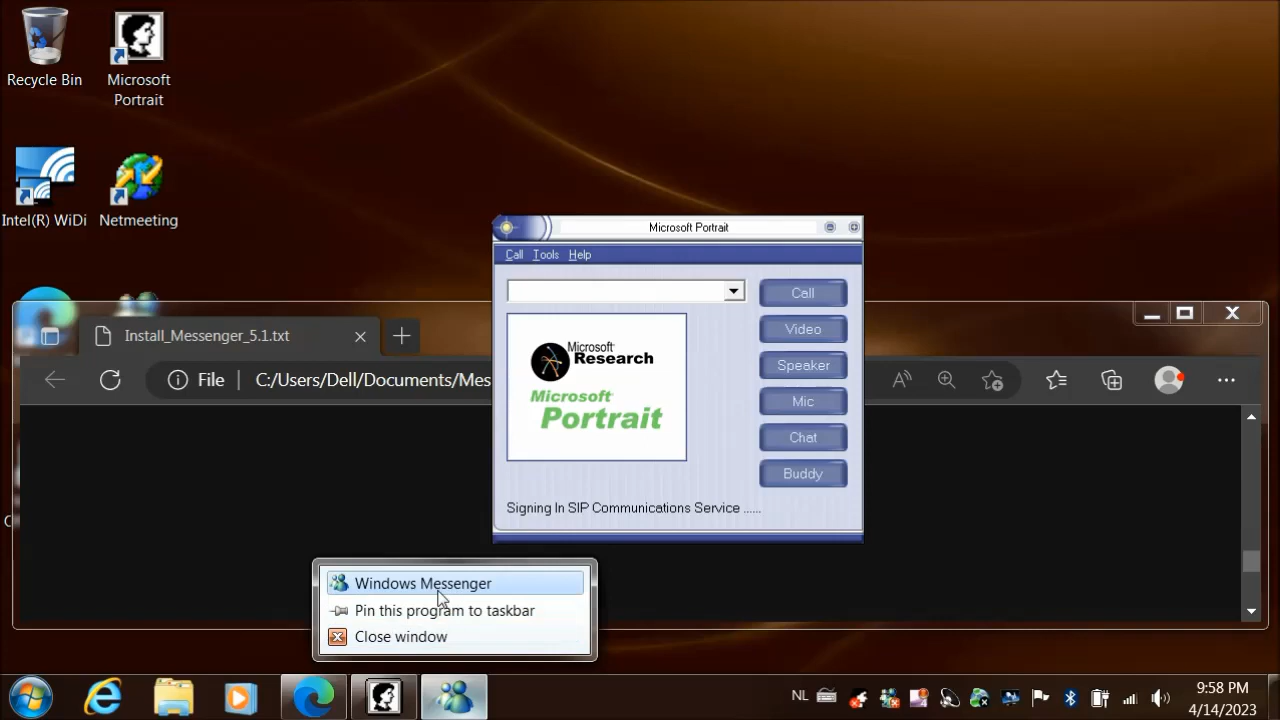 Recycle Bin
Microsoft
Portrait
Intel(R) WiDi
Netmeeting
Microsoft Portrait
Call Tools Help
Call
Video
Speaker
Mic
Chat
Buddy
Microsoft
Research
Microsoft
Portrait
Signing In SIP Communications Service ......
Install_Messenger_5.1.txt
File
C:/Users/Dell/Documents/Mes
Windows Messenger
Pin this program to taskbar
Close window
NL
9:58 PM
4/14/2023